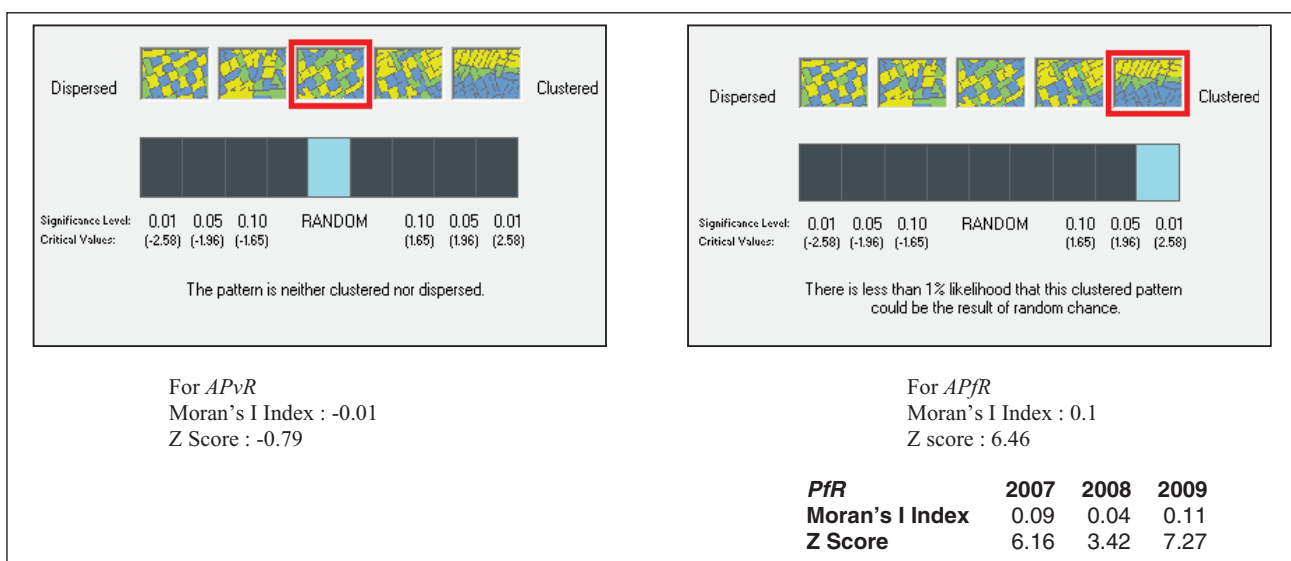 Dispersed
Clustered
Significance Level: 0.01 0.05 0.10 RANDOM 0.10 0.05 0.01
Critical Values: (-2.58) (-1.96) (-1.65) (1.65) (1.96) (2.58)
The pattern is neither clustered nor dispersed.
For APvR
Moran's I Index : -0.01
Z Score : -0.79
Dispersed
Clustered
Significance Level: 0.01 0.05 0.10 RANDOM 0.10 0.05 0.01
Critical Values: (-2.58) (-1.96) (-1.65) (1.65) (1.96) (2.58)
There is less than 1% likelihood that this clustered pattern
could be the result of random chance.
For APfR
Moran's I Index : 0.1
Z score : 6.46
PfR 2007 2008 2009
Moran's I Index 0.09 0.04 0.11
Z Score 6.16 3.42 7.27